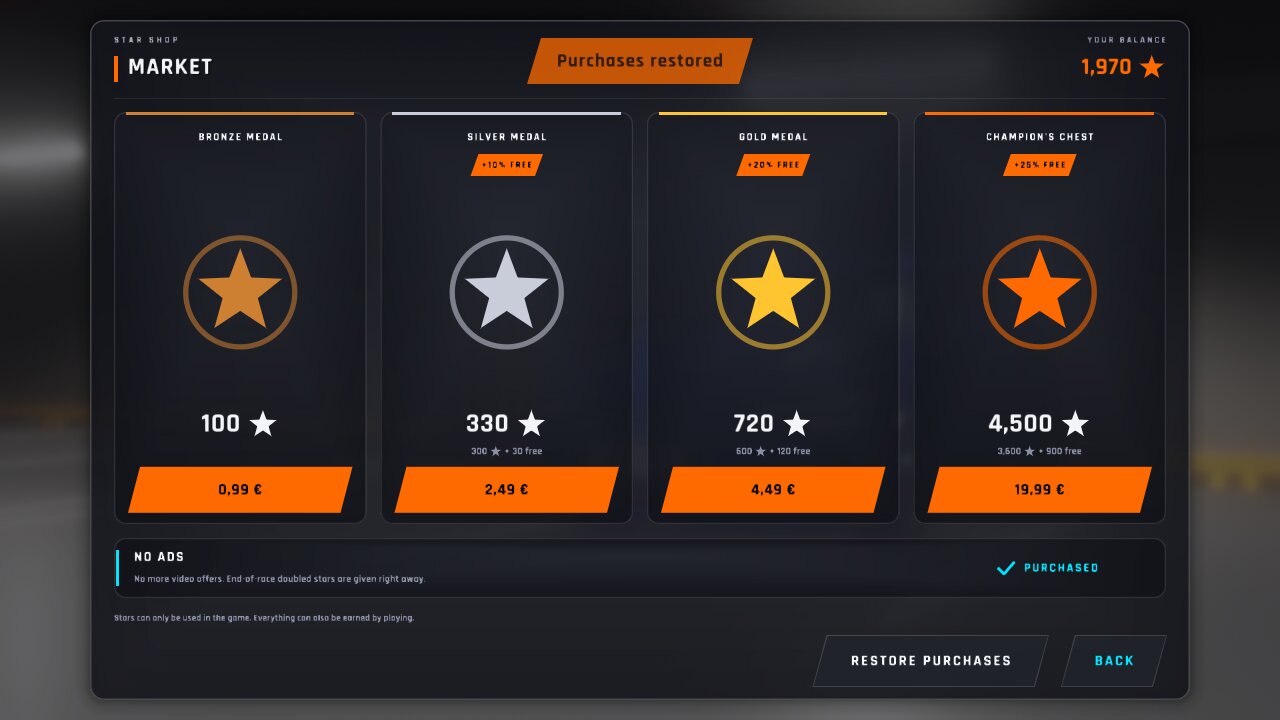 STAR SHOP
MARKET
Purchases restored
YOUR BALANCE
1,970
BRONZE MEDAL
100
0,99 €
SILVER MEDAL
+10% FREE
330
300 ★ + 30 free
2,49 €
GOLD MEDAL
+20% FREE
720
600 ★ + 120 free
4,49 €
CHAMPION'S CHEST
+25% FREE
4,500
3,600 ★ + 900 free
19,99 €
NO ADS
No more video offers. End-of-race doubled stars are given right away.
PURCHASED
Stars can only be used in the game. Everything can also be earned by playing.
RESTORE PURCHASES
BACK